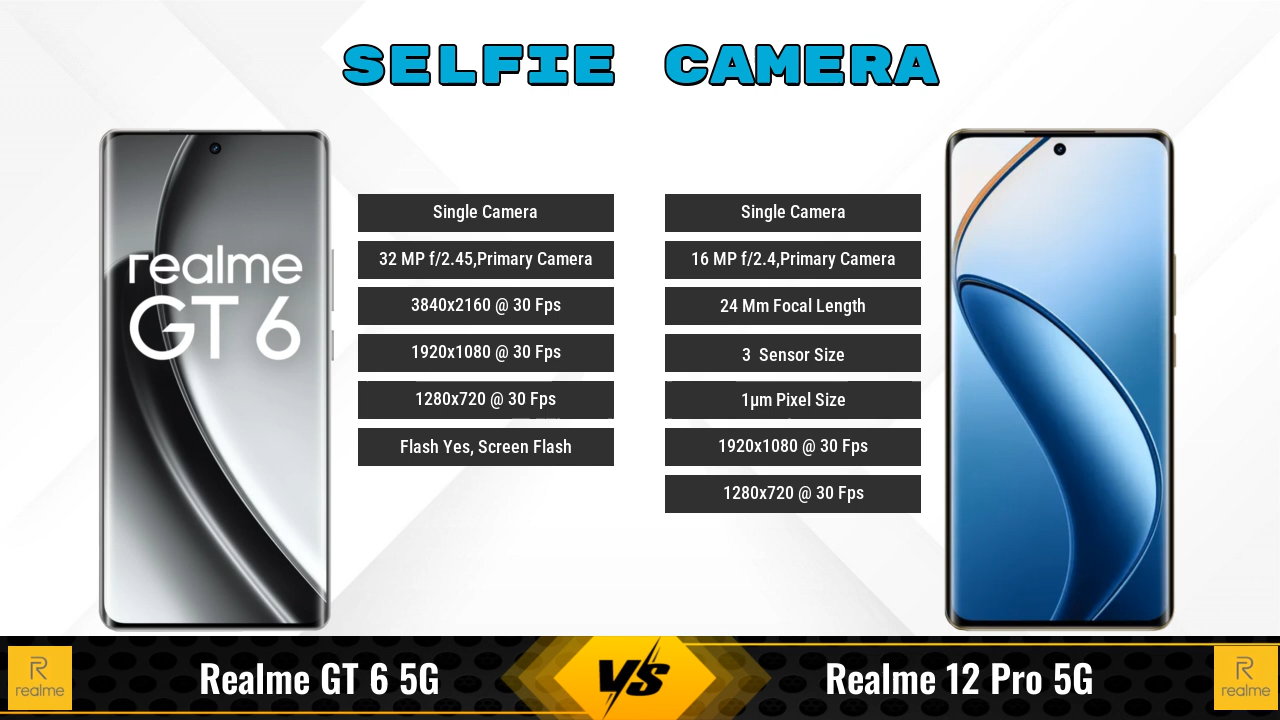 SELFIE CAMERA
realme
GT 6
Single Camera
32 MP f/2.45,Primary Camera
3840x2160 @ 30 Fps
1920x1080 @ 30 Fps
1280x720 @ 30 Fps
Flash Yes, Screen Flash
Single Camera
16 MP f/2.4,Primary Camera
24 Mm Focal Length
3  Sensor Size
1µm Pixel Size
1920x1080 @ 30 Fps
1280x720 @ 30 Fps
R
realme
Realme GT 6 5G
VS
Realme 12 Pro 5G
R
realme